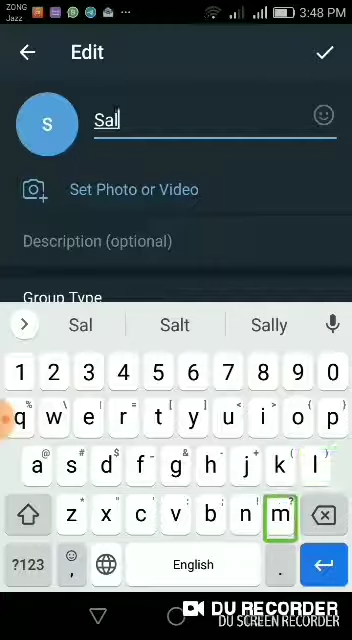 ZONG
Jazz
... 3:48 PM
Edit
S
Sal
Set Photo or Video
Description (optional)
Group Type
Sal Salt Sally
1 2 3 4 5 6 7 8 9 0
q % w \ e | r = t [ y ] u < i > o { p }
a @ s # d $ f - g & h - j + k ( l )
z * x " c ' v : b ; n ! m ?
?123 , English .
DU RECORDER
DU SCREEN RECORDER